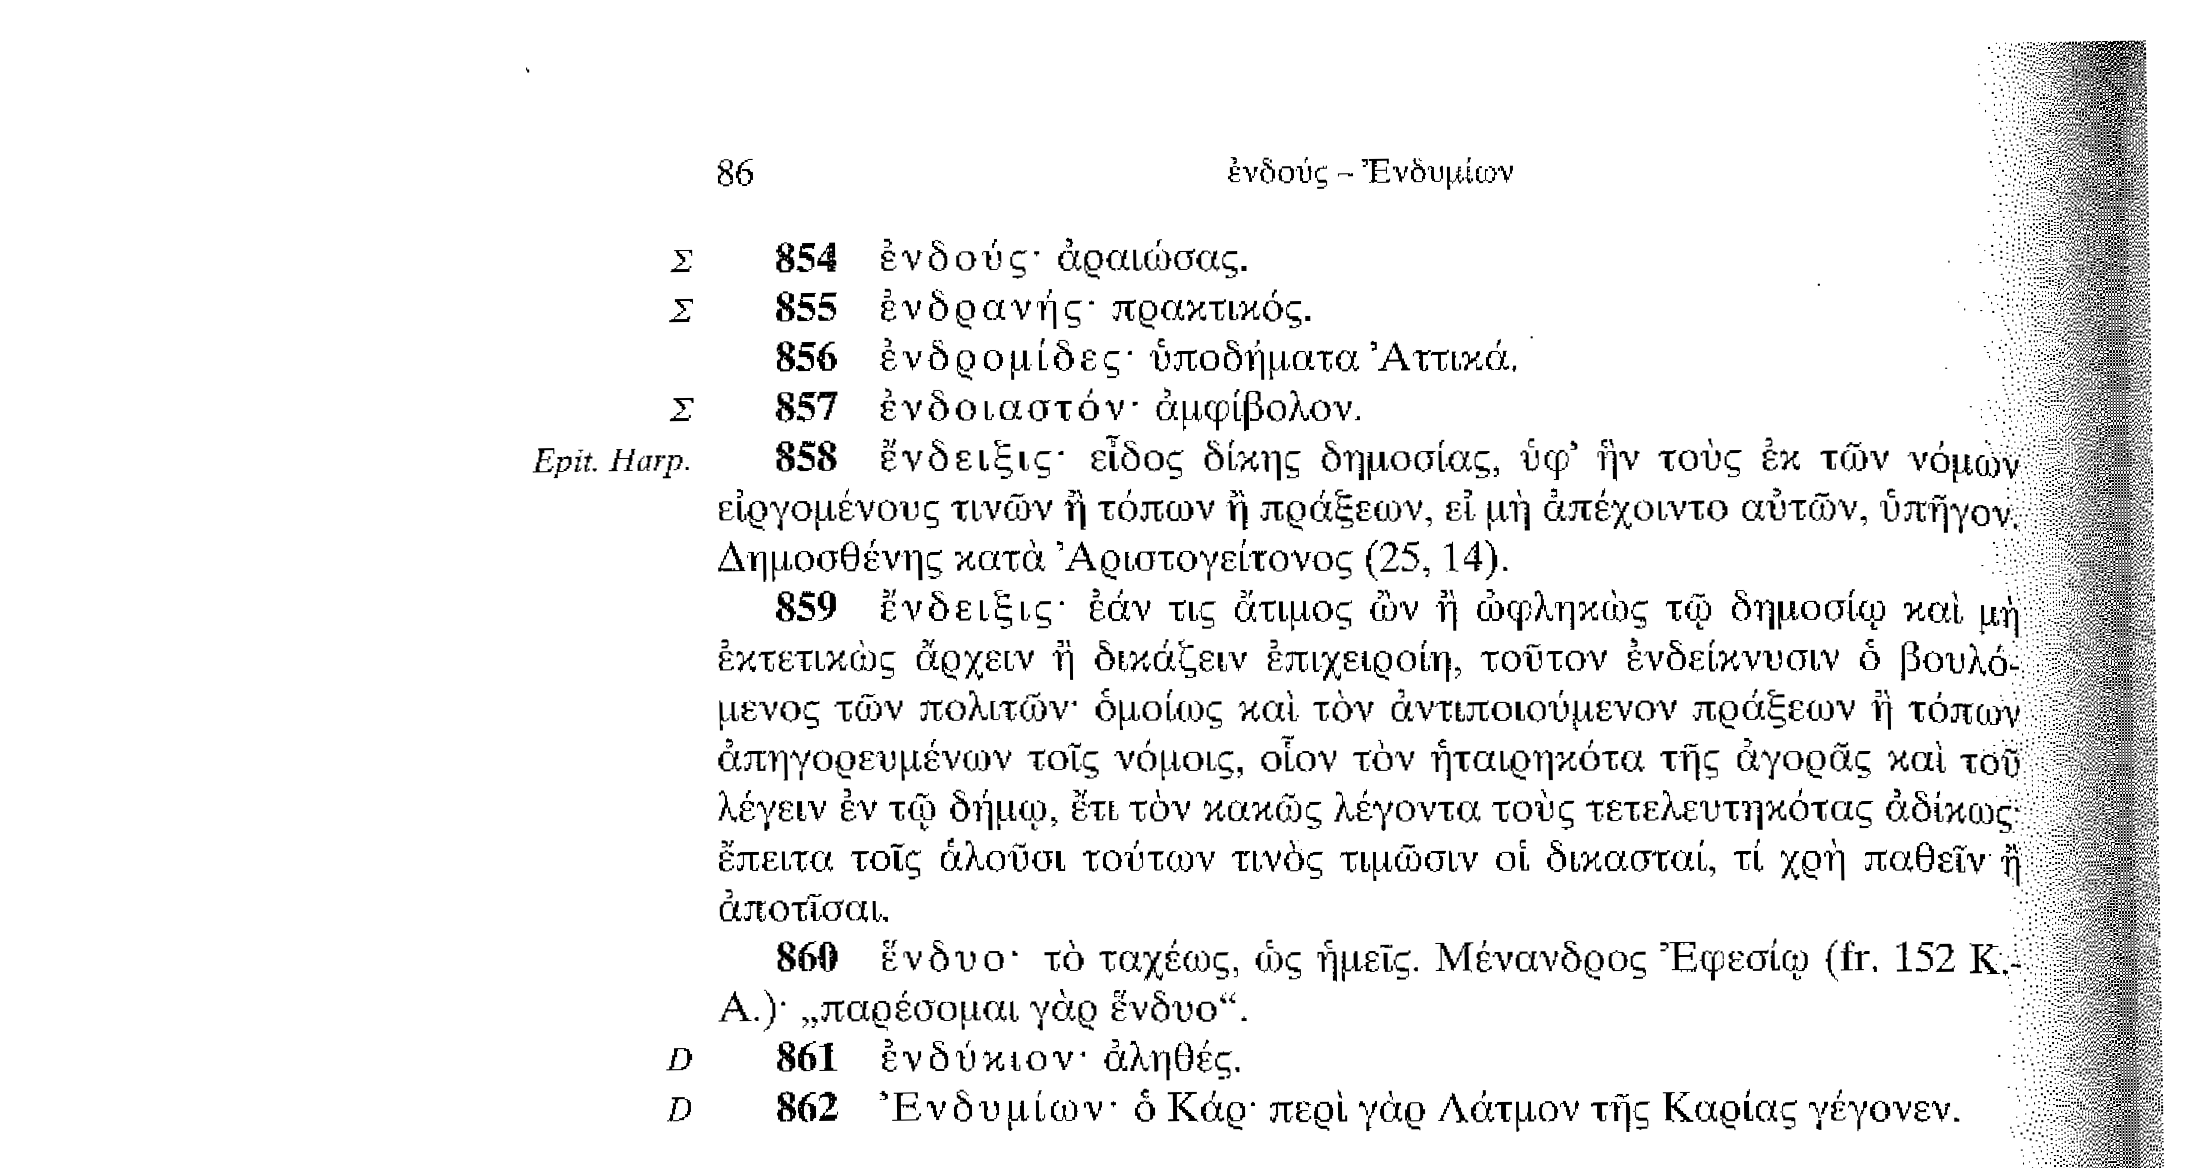 86 ἐνδούς – Ἐνδυμίων
Σ 854 ἐνδούς· ἀραιώσας.
Σ 855 ἐνδρανής· πρακτικός.
856 ἐνδρομίδες· ὑποδήματα Ἀττικά.
Σ 857 ἐνδοιαστόν· ἀμφίβολον.
Epit. Harp. 858 ἔνδειξις· εἶδος δίκης δημοσίας, ὑφ’ ἣν τοὺς ἐκ τῶν νόμων
εἰργομένους τινῶν ἢ τόπων ἢ πράξεων, εἰ μὴ ἀπέχοιντο αὐτῶν, ὑπῆγον.
Δημοσθένης κατὰ Ἀριστογείτονος (25, 14).
859 ἔνδειξις· ἐάν τις ἄτιμος ὢν ἢ ὠφληκὼς τῷ δημοσίῳ καὶ μὴ
ἐκτετικὼς ἄρχειν ἢ δικάζειν ἐπιχειροίη, τοῦτον ἐνδείκνυσιν ὁ βουλό-
μενος τῶν πολιτῶν· ὁμοίως καὶ τὸν ἀντιποιούμενον πράξεων ἢ τόπων
ἀπηγορευμένων τοῖς νόμοις, οἷον τὸν ἡταιρηκότα τῆς ἀγορᾶς καὶ τοῦ
λέγειν ἐν τῷ δήμῳ, ἔτι τὸν κακῶς λέγοντα τοὺς τετελευτηκότας ἀδίκως·
ἔπειτα τοῖς ἁλοῦσι τούτων τινὸς τιμῶσιν οἱ δικασταί, τί χρὴ παθεῖν ἢ
ἀποτῖσαι.
860 ἔνδυο· τὸ ταχέως, ὡς ἡμεῖς. Μένανδρος Ἐφεσίῳ (fr. 152 K.-
A.)· „παρέσομαι γὰρ ἔνδυο“.
D 861 ἐνδύκιον· ἀληθές.
D 862 Ἐνδυμίων· ὁ Κάρ· περὶ γὰρ Λάτμον τῆς Καρίας γέγονεν.